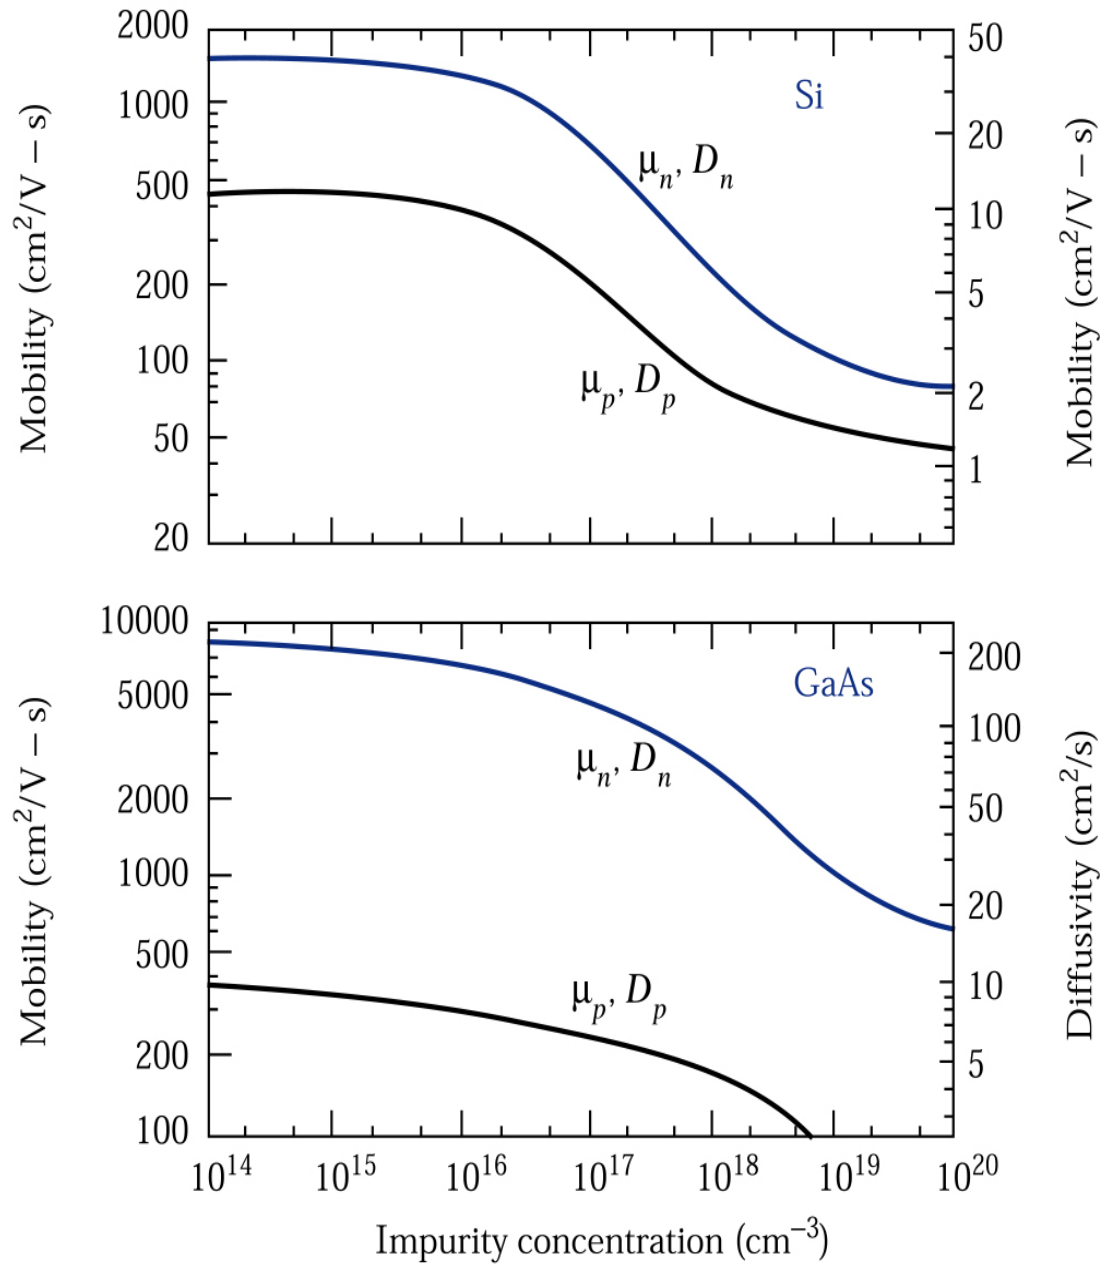 2000
1000
500
200
100
50
20
Mobility (cm²/V – s)
Si
μn, Dn
μp, Dp
50
20
10
5
2
1
Mobility (cm²/V – s)
10000
5000
2000
1000
500
200
100
Mobility (cm²/V – s)
GaAs
μn, Dn
μp, Dp
200
100
50
20
10
5
Diffusivity (cm²/s)
10¹⁴ 10¹⁵ 10¹⁶ 10¹⁷ 10¹⁸ 10¹⁹ 10²⁰
Impurity concentration (cm⁻³)